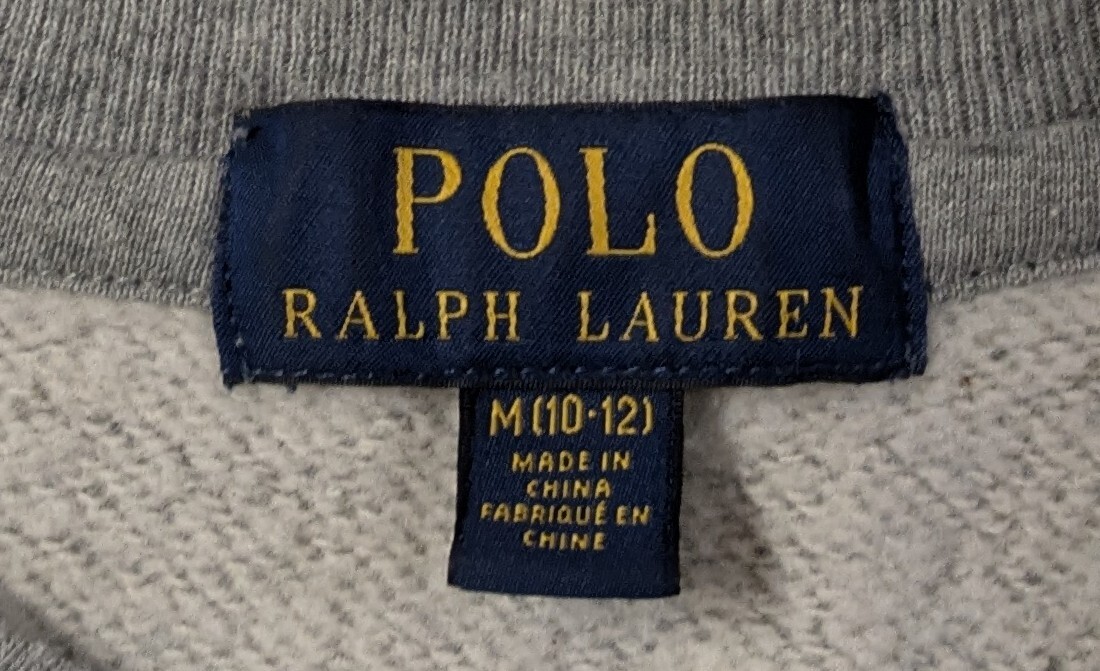 POLO
RALPH LAUREN
M(10-12)
MADE IN
CHINA
FABRIQUÉ EN
CHINE